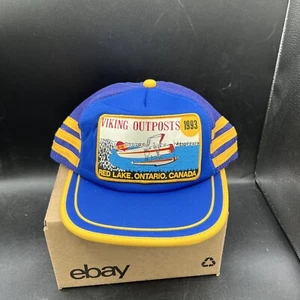 VIKING OUTPOSTS 1993
RED LAKE, ONTARIO, CANADA
ebay